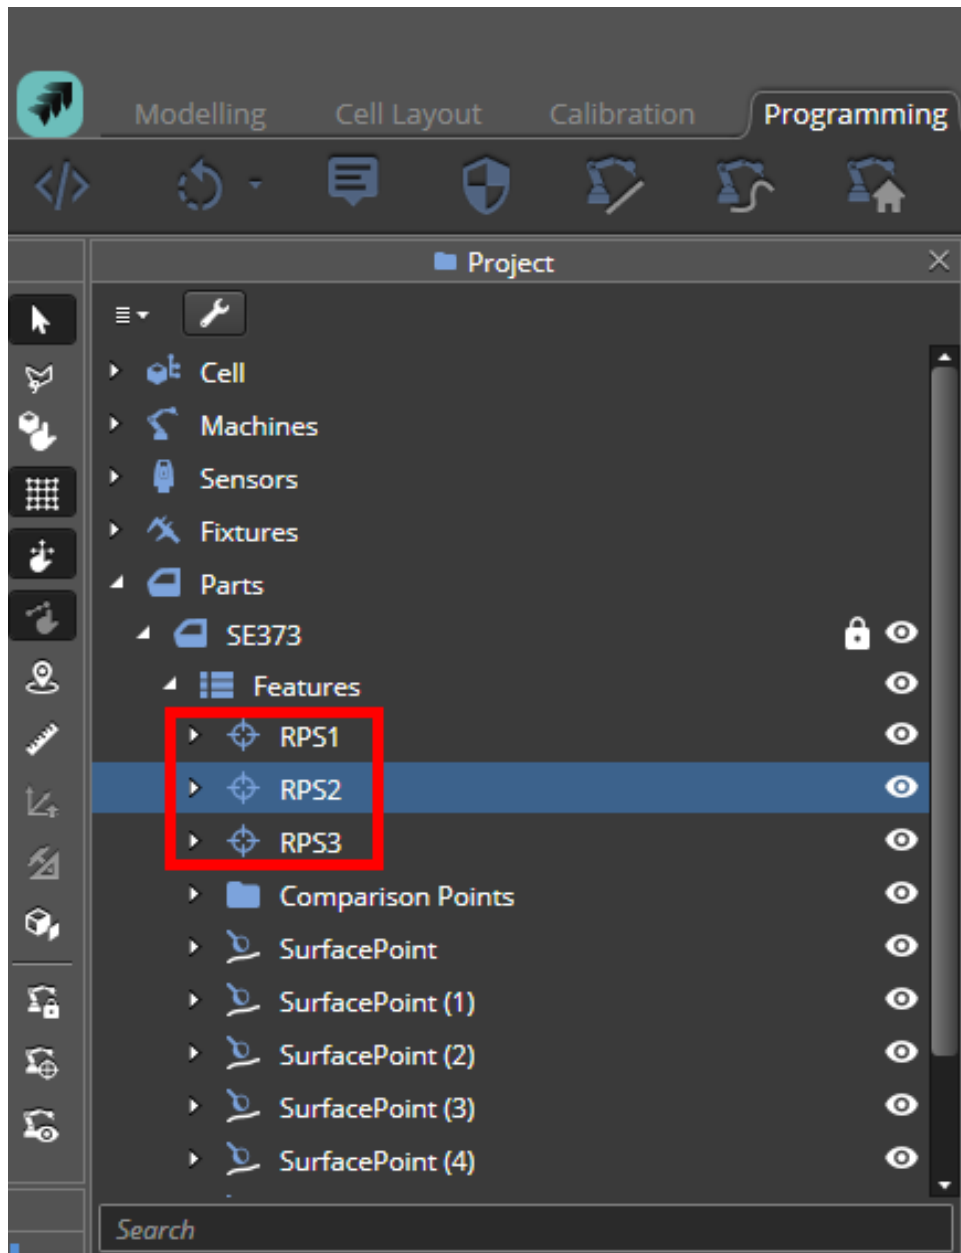 Modelling Cell Layout Calibration Programming
Project
Cell
Machines
Sensors
Fixtures
Parts
SE373
Features
RPS1
RPS2
RPS3
Comparison Points
SurfacePoint
SurfacePoint (1)
SurfacePoint (2)
SurfacePoint (3)
SurfacePoint (4)
Search